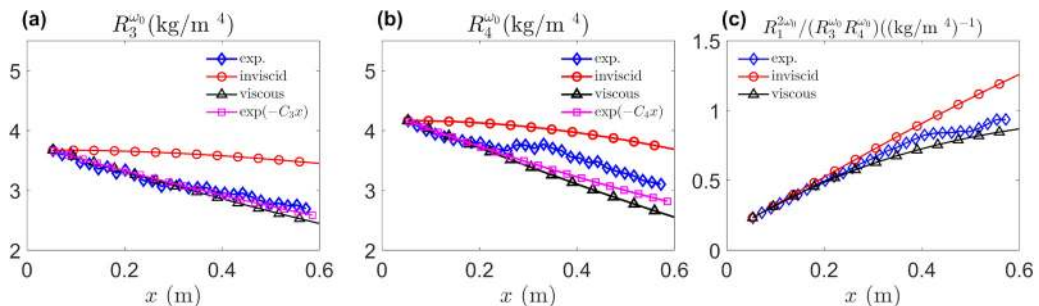 (a)
R_3^{ω_0}(kg/m ^4)
5
4
3
2
0
0.2
0.4
0.6
x (m)
exp.
inviscid
viscous
exp(−C_3x)
(b)
R_4^{ω_0}(kg/m ^4)
5
4
3
2
0
0.2
0.4
0.6
x (m)
exp.
inviscid
viscous
exp(−C_4x)
(c)
R_1^{2ω_0}/(R_3^{ω_0}R_4^{ω_0})((kg/m ^4)^{−1})
1.5
1
0.5
0
0
0.2
0.4
0.6
x (m)
exp.
inviscid
viscous